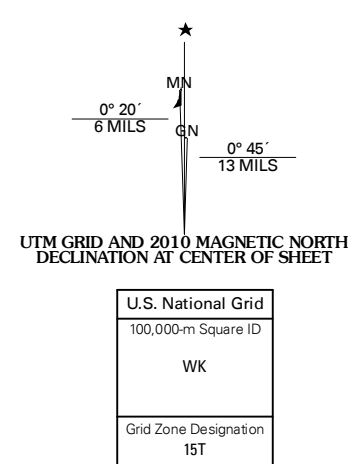 ★
MN
0° 20´
6 MILS
GN
0° 45´
13 MILS
UTM GRID AND 2010 MAGNETIC NORTH
DECLINATION AT CENTER OF SHEET
U.S. National Grid
100,000-m Square ID
WK
Grid Zone Designation
15T